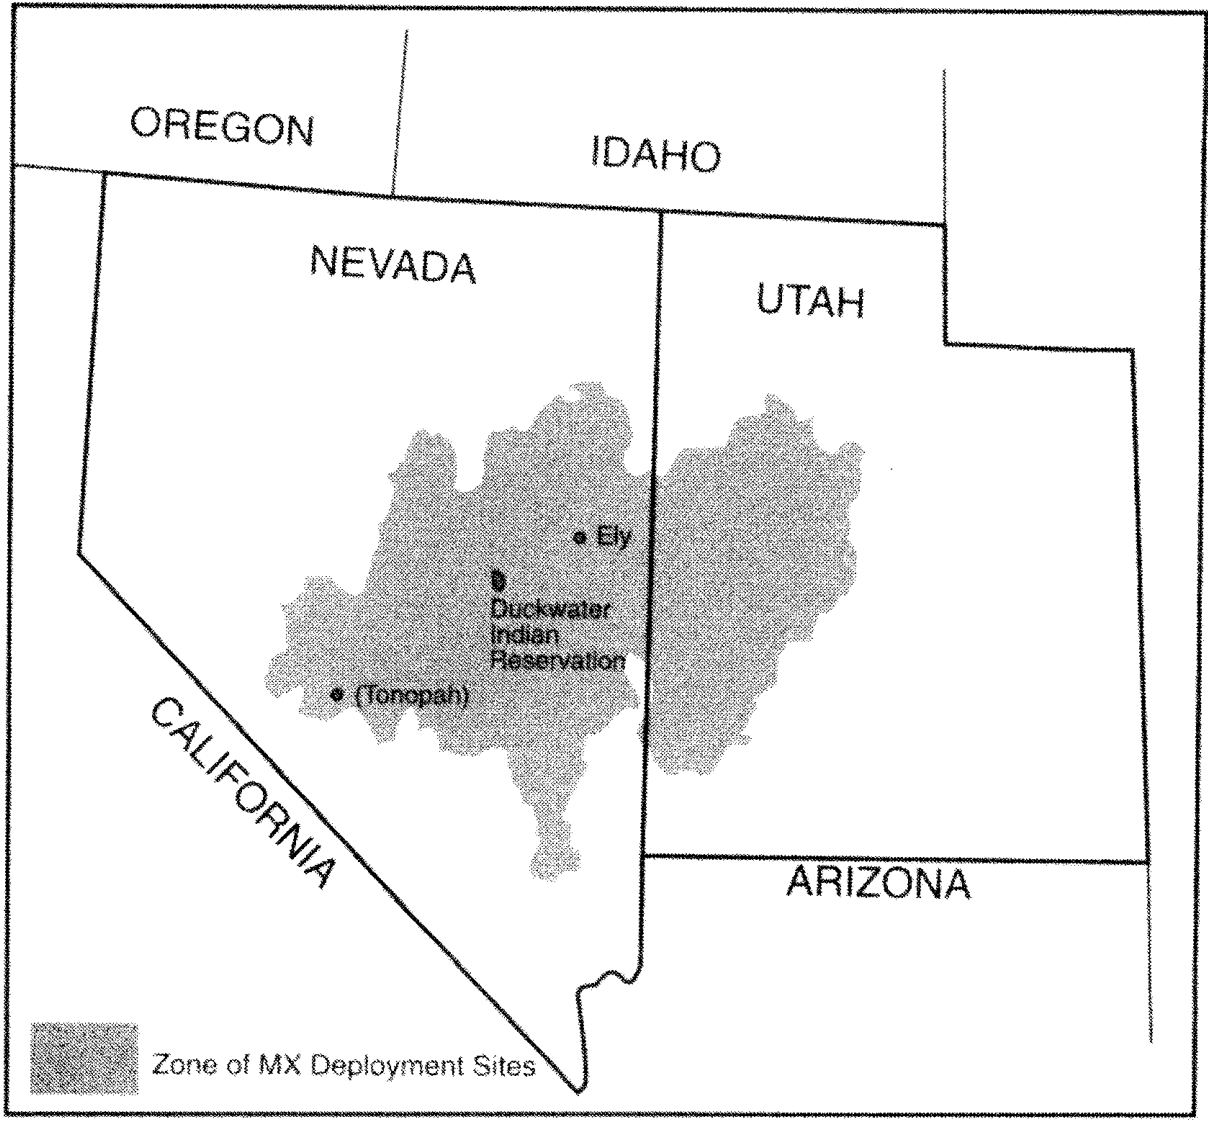 OREGON
IDAHO
NEVADA
UTAH
Ely
Duckwater
Indian
Reservation
(Tonopah)
CALIFORNIA
ARIZONA
Zone of MX Deployment Sites